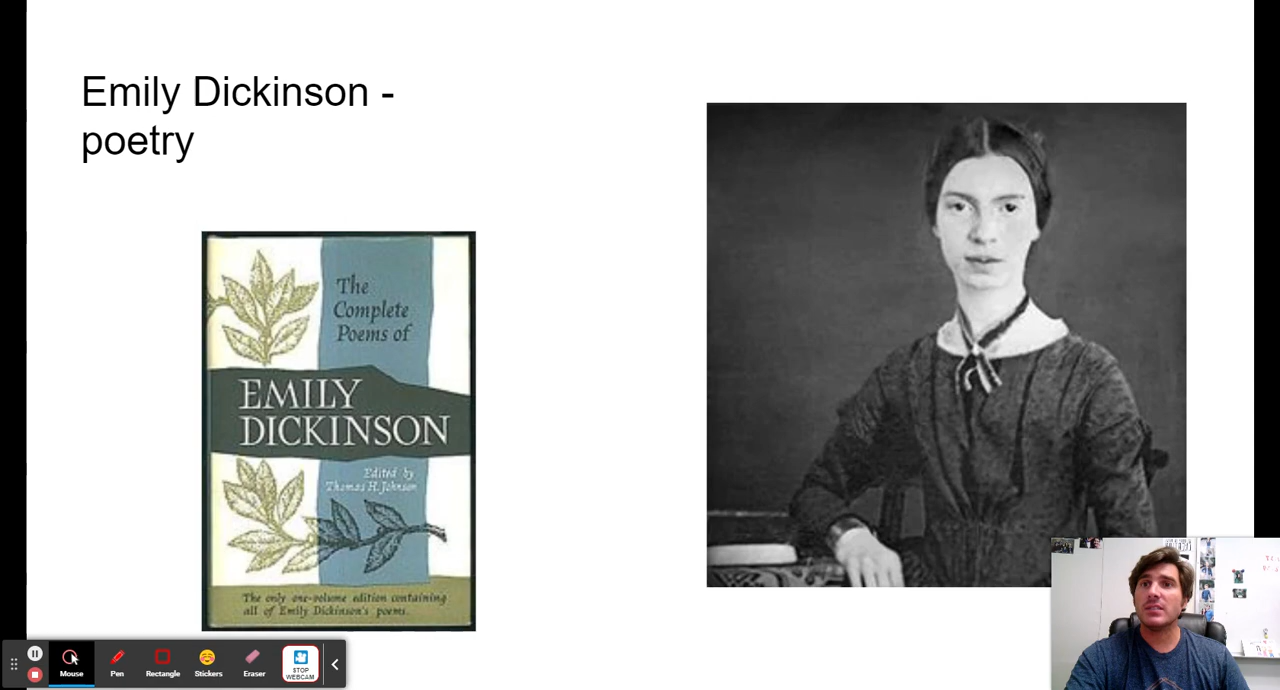 Emily Dickinson -
poetry
The
Complete
Poems of
EMILY
DICKINSON
Edited by
Thomas H. Johnson
The only one-volume edition containing
all of Emily Dickinson's poems.
Mouse
Pen
Rectangle
Stickers
Eraser
STOP
WEBCAM